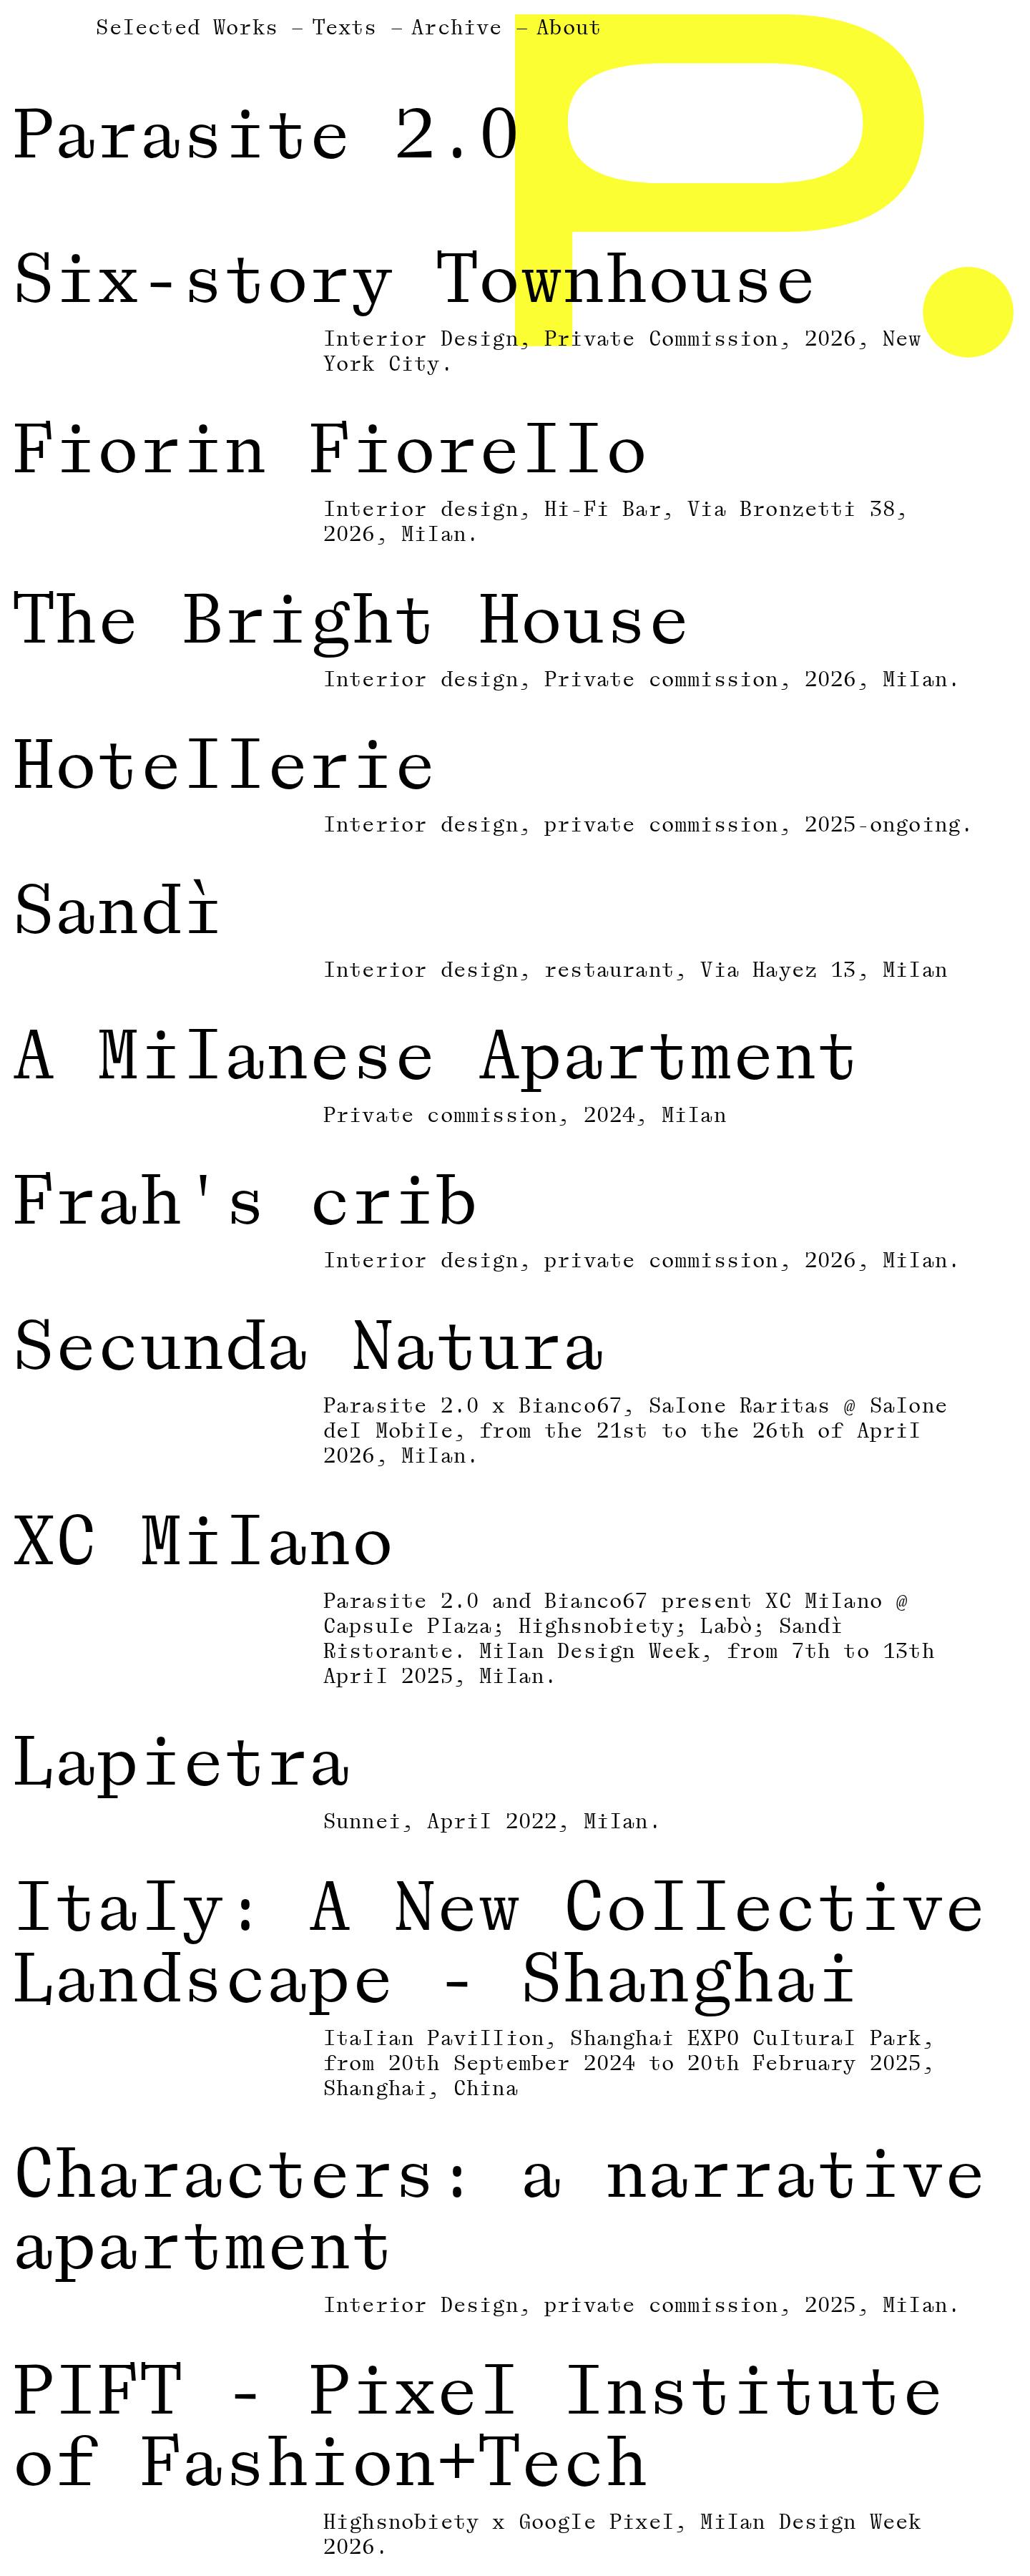 Selected Works – Texts – Archive – About
P.
Parasite 2.0
Six-story Townhouse
Interior Design, Private Commission, 2026, New
York City.
Fiorin Fiorello
Interior design, Hi-Fi Bar, Via Bronzetti 38,
2026, Milan.
The Bright House
Interior design, Private commission, 2026, Milan.
Hotellerie
Interior design, private commission, 2025-ongoing.
Sandì
Interior design, restaurant, Via Hayez 13, Milan
A Milanese Apartment
Private commission, 2024, Milan
Frah's crib
Interior design, private commission, 2026, Milan.
Secunda Natura
Parasite 2.0 x Bianco67, Salone Raritas @ Salone
del Mobile, from the 21st to the 26th of April
2026, Milan.
XC Milano
Parasite 2.0 and Bianco67 present XC Milano @
Capsule Plaza; Highsnobiety; Labò; Sandì
Ristorante. Milan Design Week, from 7th to 13th
April 2025, Milan.
Lapietra
Sunnei, April 2022, Milan.
Italy: A New Collective
Landscape - Shanghai
Italian Pavillion, Shanghai EXPO Cultural Park,
from 20th September 2024 to 20th February 2025,
Shanghai, China
Characters: a narrative
apartment
Interior Design, private commission, 2025, Milan.
PIFT - Pixel Institute
of Fashion+Tech
Highsnobiety x Google Pixel, Milan Design Week
2026.